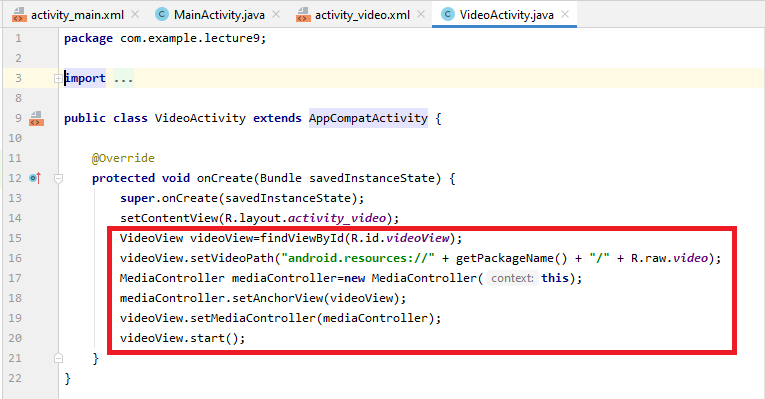 activity_main.xml × MainActivity.java × activity_video.xml × VideoActivity.java ×
1 package com.example.lecture9;
2
3 import ...
8
9 public class VideoActivity extends AppCompatActivity {
10
11 @Override
12 protected void onCreate(Bundle savedInstanceState) {
13 super.onCreate(savedInstanceState);
14 setContentView(R.layout.activity_video);
15 VideoView videoView=findViewById(R.id.videoView);
16 videoView.setVideoPath("android.resources://" + getPackageName() + "/" + R.raw.video);
17 MediaController mediaController=new MediaController( context: this);
18 mediaController.setAnchorView(videoView);
19 videoView.setMediaController(mediaController);
20 videoView.start();
21 }
22 }